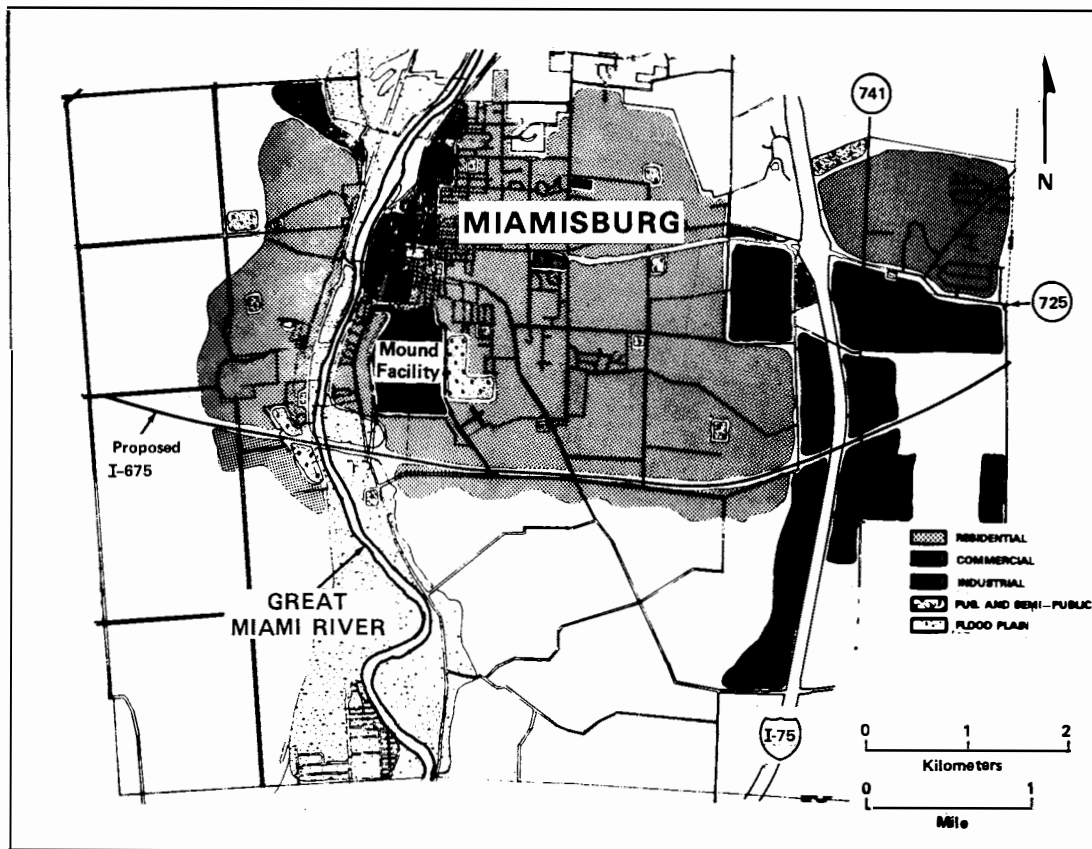 741
N
MIAMISBURG
725
Mound
Facility
Proposed
I-675
RESIDENTIAL
COMMERCIAL
INDUSTRIAL
PUB. AND SEMI-PUBLIC
FLOOD PLAIN
GREAT
MIAMI RIVER
I-75
0 1 2
Kilometers
0 1
Mile